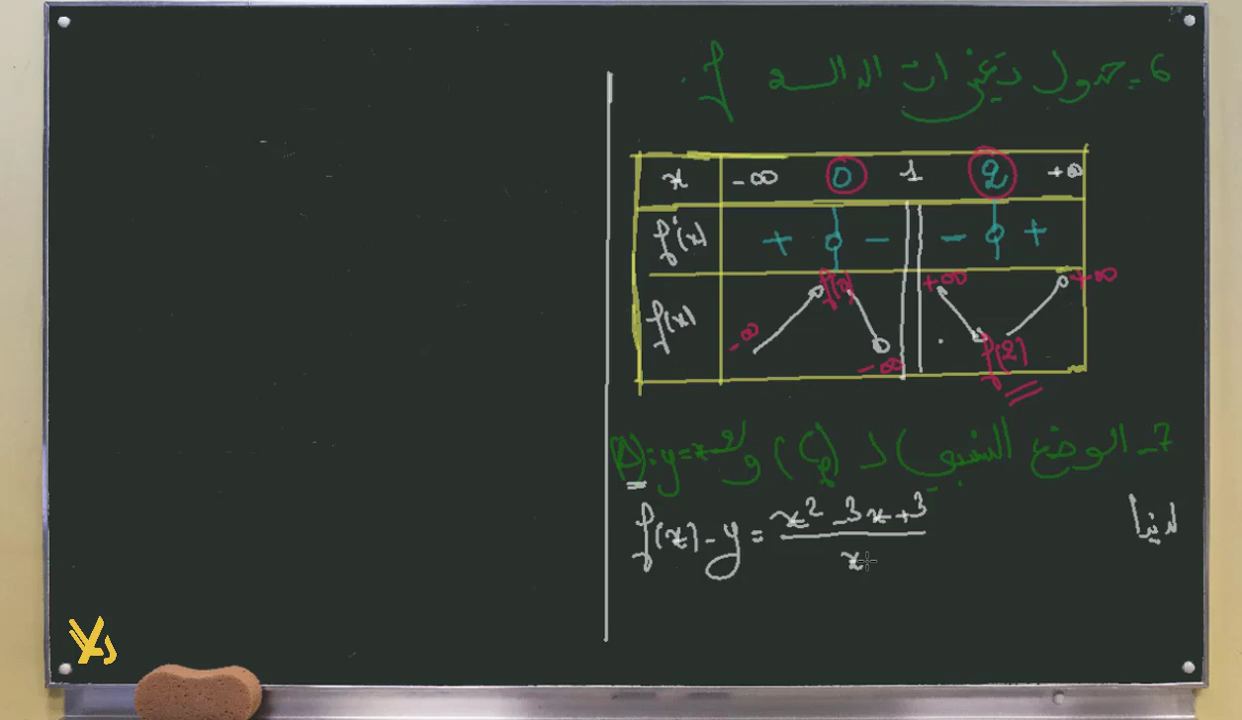 6 - جدول تغيرات الدالة f.
x -∞ 0 1 2 +∞
f'(x) + 0 - - 0 +
f(x) -∞ f(0) -∞ +∞ f(2) +∞
7 - الوضع النسبي لـ (Cf) و (Δ): y = x - 2
لدينا
f(x) - y = \frac{x² - 3x + 3}{x